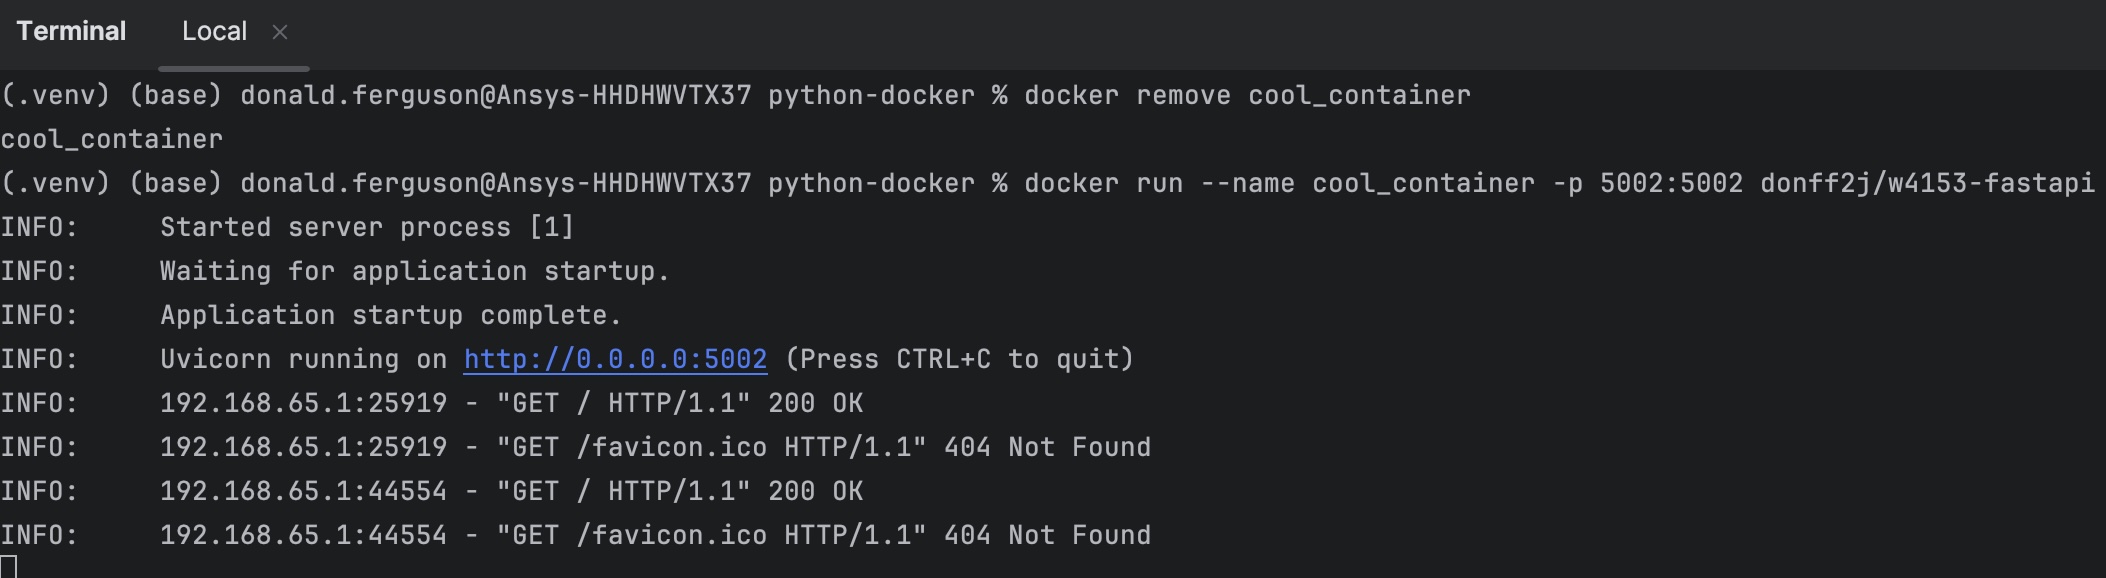 Terminal Local ×
(.venv) (base) donald.ferguson@Ansys-HHDHWVTX37 python-docker % docker remove cool_container
cool_container
(.venv) (base) donald.ferguson@Ansys-HHDHWVTX37 python-docker % docker run --name cool_container -p 5002:5002 donff2j/w4153-fastapi
INFO:     Started server process [1]
INFO:     Waiting for application startup.
INFO:     Application startup complete.
INFO:     Uvicorn running on http://0.0.0.0:5002 (Press CTRL+C to quit)
INFO:     192.168.65.1:25919 - "GET / HTTP/1.1" 200 OK
INFO:     192.168.65.1:25919 - "GET /favicon.ico HTTP/1.1" 404 Not Found
INFO:     192.168.65.1:44554 - "GET / HTTP/1.1" 200 OK
INFO:     192.168.65.1:44554 - "GET /favicon.ico HTTP/1.1" 404 Not Found